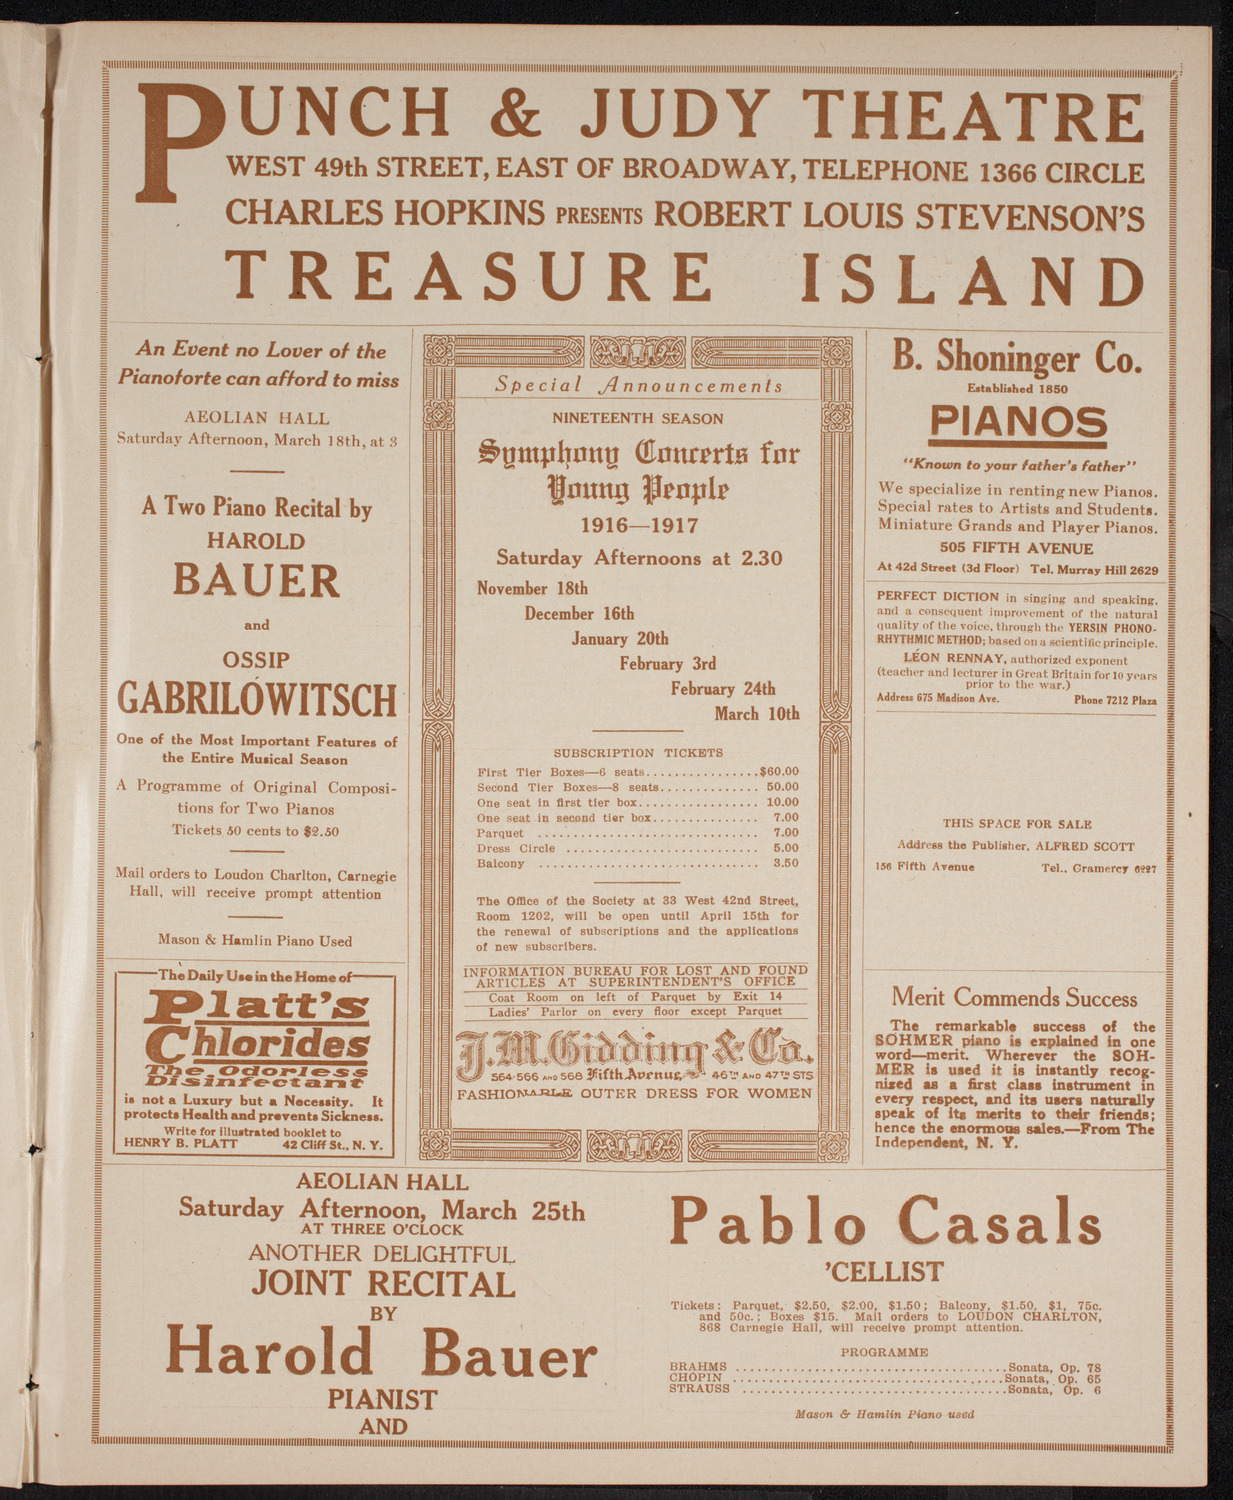 PUNCH & JUDY THEATRE
WEST 49th STREET, EAST OF BROADWAY, TELEPHONE 1366 CIRCLE
CHARLES HOPKINS PRESENTS ROBERT LOUIS STEVENSON'S
TREASURE ISLAND
An Event no Lover of the
Pianoforte can afford to miss
AEOLIAN HALL
Saturday Afternoon, March 18th, at 3
A Two Piano Recital by
HAROLD
BAUER
and
OSSIP
GABRILÓWITSCH
One of the Most Important Features of
the Entire Musical Season
A Programme of Original Composi-
tions for Two Pianos
Tickets 50 cents to $2.50
Mail orders to Loudon Charlton, Carnegie
Hall, will receive prompt attention
Mason & Hamlin Piano Used
The Daily Use in the Home of
Platt's
Chlorides
The Odorless
Disinfectant
is not a Luxury but a Necessity. It
protects Health and prevents Sickness.
Write for illustrated booklet to
HENRY B. PLATT 42 Cliff St., N. Y.
Special Announcements
NINETEENTH SEASON
Symphony Concerts for
Young People
1916—1917
Saturday Afternoons at 2.30
November 18th
December 16th
January 20th
February 3rd
February 24th
March 10th
SUBSCRIPTION TICKETS
First Tier Boxes—6 seats................$60.00
Second Tier Boxes—8 seats.............. 50.00
One seat in first tier box................. 10.00
One seat in second tier box............... 7.00
Parquet ............................... 7.00
Dress Circle ........................... 5.00
Balcony ............................... 3.50
The Office of the Society at 33 West 42nd Street,
Room 1202, will be open until April 15th for
the renewal of subscriptions and the applications
of new subscribers.
INFORMATION BUREAU FOR LOST AND FOUND
ARTICLES AT SUPERINTENDENT'S OFFICE
Coat Room on left of Parquet by Exit 14
Ladies' Parlor on every floor except Parquet
J.M. Gidding & Co.
564-566 AND 568 Fifth Avenue, 46TH AND 47TH STS
FASHIONABLE OUTER DRESS FOR WOMEN
B. Shoninger Co.
Established 1850
PIANOS
"Known to your father's father"
We specialize in renting new Pianos.
Special rates to Artists and Students.
Miniature Grands and Player Pianos.
505 FIFTH AVENUE
At 42d Street (3d Floor) Tel. Murray Hill 2629
PERFECT DICTION in singing and speaking,
and a consequent improvement of the natural
quality of the voice, through the YERSIN PHONO-
RHYTHMIC METHOD; based on a scientific principle.
LÉON RENNAY, authorized exponent
(teacher and lecturer in Great Britain for 10 years
prior to the war.)
Address 675 Madison Ave. Phone 7212 Plaza
THIS SPACE FOR SALE
Address the Publisher, ALFRED SCOTT
156 Fifth Avenue Tel., Gramercy 6227
Merit Commends Success
The remarkable success of the
SOHMER piano is explained in one
word—merit. Wherever the SOH-
MER is used it is instantly recog-
nized as a first class instrument in
every respect, and its users naturally
speak of its merits to their friends;
hence the enormous sales.—From The
Independent, N. Y.
AEOLIAN HALL
Saturday Afternoon, March 25th
AT THREE O'CLOCK
ANOTHER DELIGHTFUL
JOINT RECITAL
BY
Harold Bauer
PIANIST
AND
Pablo Casals
'CELLIST
Tickets: Parquet, $2.50, $2.00, $1.50; Balcony, $1.50, $1, 75c.
and 50c.; Boxes $15. Mail orders to LOUDON CHARLTON,
868 Carnegie Hall, will receive prompt attention.
PROGRAMME
BRAHMS ......................................Sonata, Op. 78
CHOPIN ......................................Sonata, Op. 65
STRAUSS .....................................Sonata, Op. 6
Mason & Hamlin Piano used